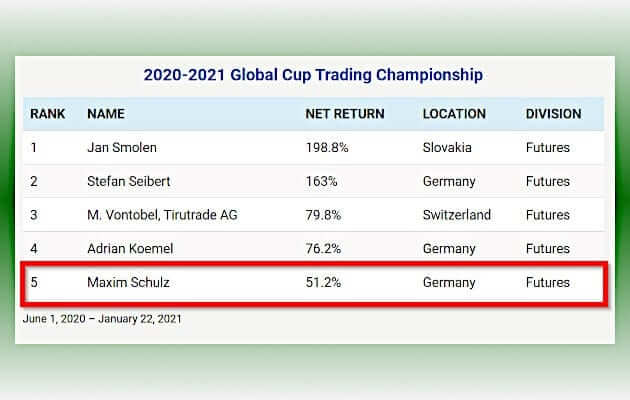 2020-2021 Global Cup Trading Championship
RANK NAME NET RETURN LOCATION DIVISION
1 Jan Smolen 198.8% Slovakia Futures
2 Stefan Seibert 163% Germany Futures
3 M. Vontobel, Tirutrade AG 79.8% Switzerland Futures
4 Adrian Koemel 76.2% Germany Futures
5 Maxim Schulz 51.2% Germany Futures
June 1, 2020 – January 22, 2021